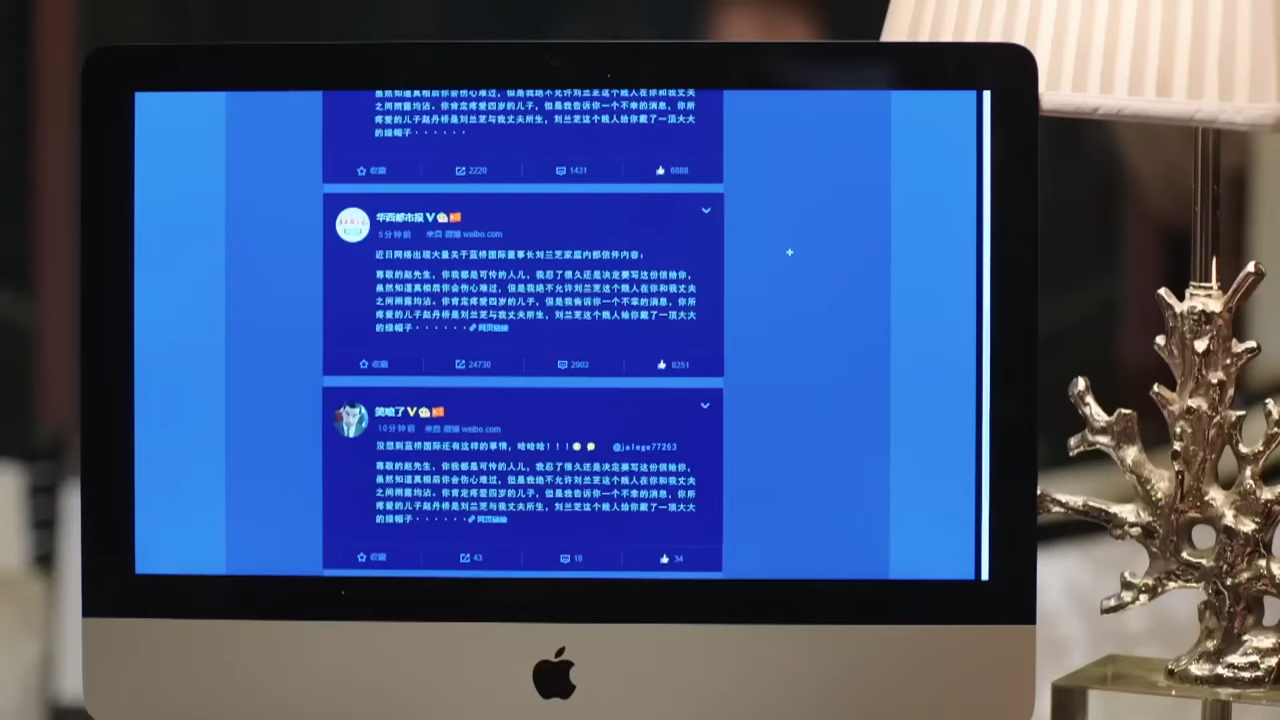 虽然知道真相后你会伤心难过，但是我绝不允许刘兰芝这个贱人在你和我丈夫
之间雨露均沾。你肯定疼爱四岁的儿子，但是我告诉你一个不幸的消息，你所
疼爱的儿子赵丹桥是刘兰芝与我丈夫所生，刘兰芝这个贱人给你戴了一顶大大
的绿帽子······
收藏 2220 1431 6888
华西都市报
5分钟前 来自 微博 weibo.com
近日网络出现大量关于蓝桥国际董事长刘兰芝家庭内部信件内容：
尊敬的赵先生，你我都是可怜的人儿，我忍了很久还是决定要写这份信给你，
虽然知道真相后你会伤心难过，但是我绝不允许刘兰芝这个贱人在你和我丈夫
之间雨露均沾。你肯定疼爱四岁的儿子，但是我告诉你一个不幸的消息，你所
疼爱的儿子赵丹桥是刘兰芝与我丈夫所生，刘兰芝这个贱人给你戴了一顶大大
的绿帽子······网页链接
收藏 24730 2902 8251
笑喷了
10分钟前 来自 微博 weibo.com
没想到蓝桥国际还有这样的事情，哈哈哈！！！ @jalege77263
尊敬的赵先生，你我都是可怜的人儿，我忍了很久还是决定要写这份信给你，
虽然知道真相后你会伤心难过，但是我绝不允许刘兰芝这个贱人在你和我丈夫
之间雨露均沾。你肯定疼爱四岁的儿子，但是我告诉你一个不幸的消息，你所
疼爱的儿子赵丹桥是刘兰芝与我丈夫所生，刘兰芝这个贱人给你戴了一顶大大
的绿帽子······网页链接
收藏 43 18 34